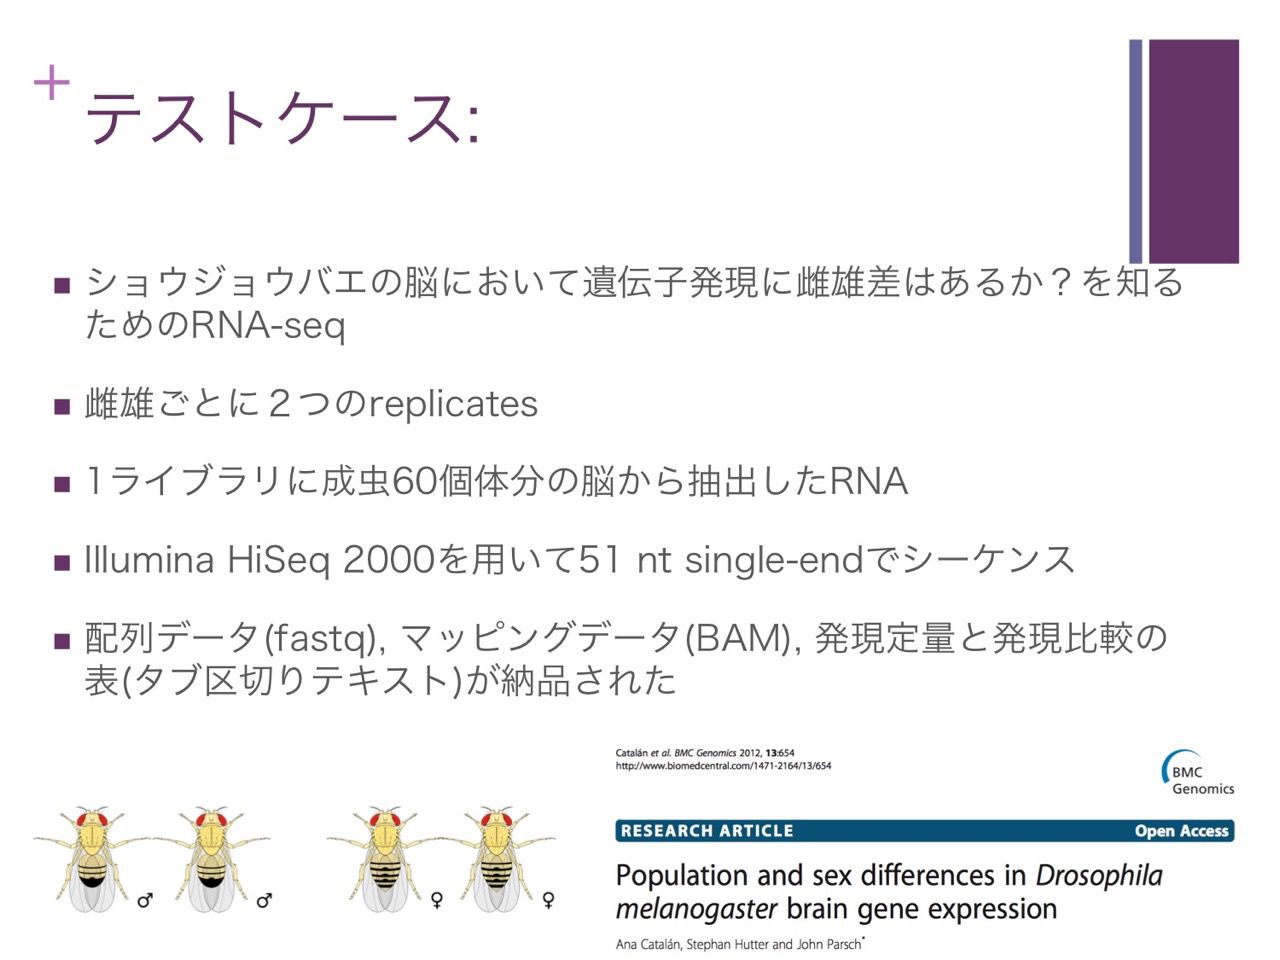 +
テストケース:
■ ショウジョウバエの脳において遺伝子発現に雌雄差はあるか？を知る
ためのRNA-seq
■ 雌雄ごとに２つのreplicates
■ 1ライブラリに成虫60個体分の脳から抽出したRNA
■ Illumina HiSeq 2000を用いて51 nt single-endでシーケンス
■ 配列データ(fastq), マッピングデータ(BAM), 発現定量と発現比較の
表(タブ区切りテキスト)が納品された
♂ ♂ ♀ ♀
Catalán et al. BMC Genomics 2012, 13:654
http://www.biomedcentral.com/1471-2164/13/654
BMC
Genomics
RESEARCH ARTICLE Open Access
Population and sex differences in Drosophila
melanogaster brain gene expression
Ana Catalán, Stephan Hutter and John Parsch*